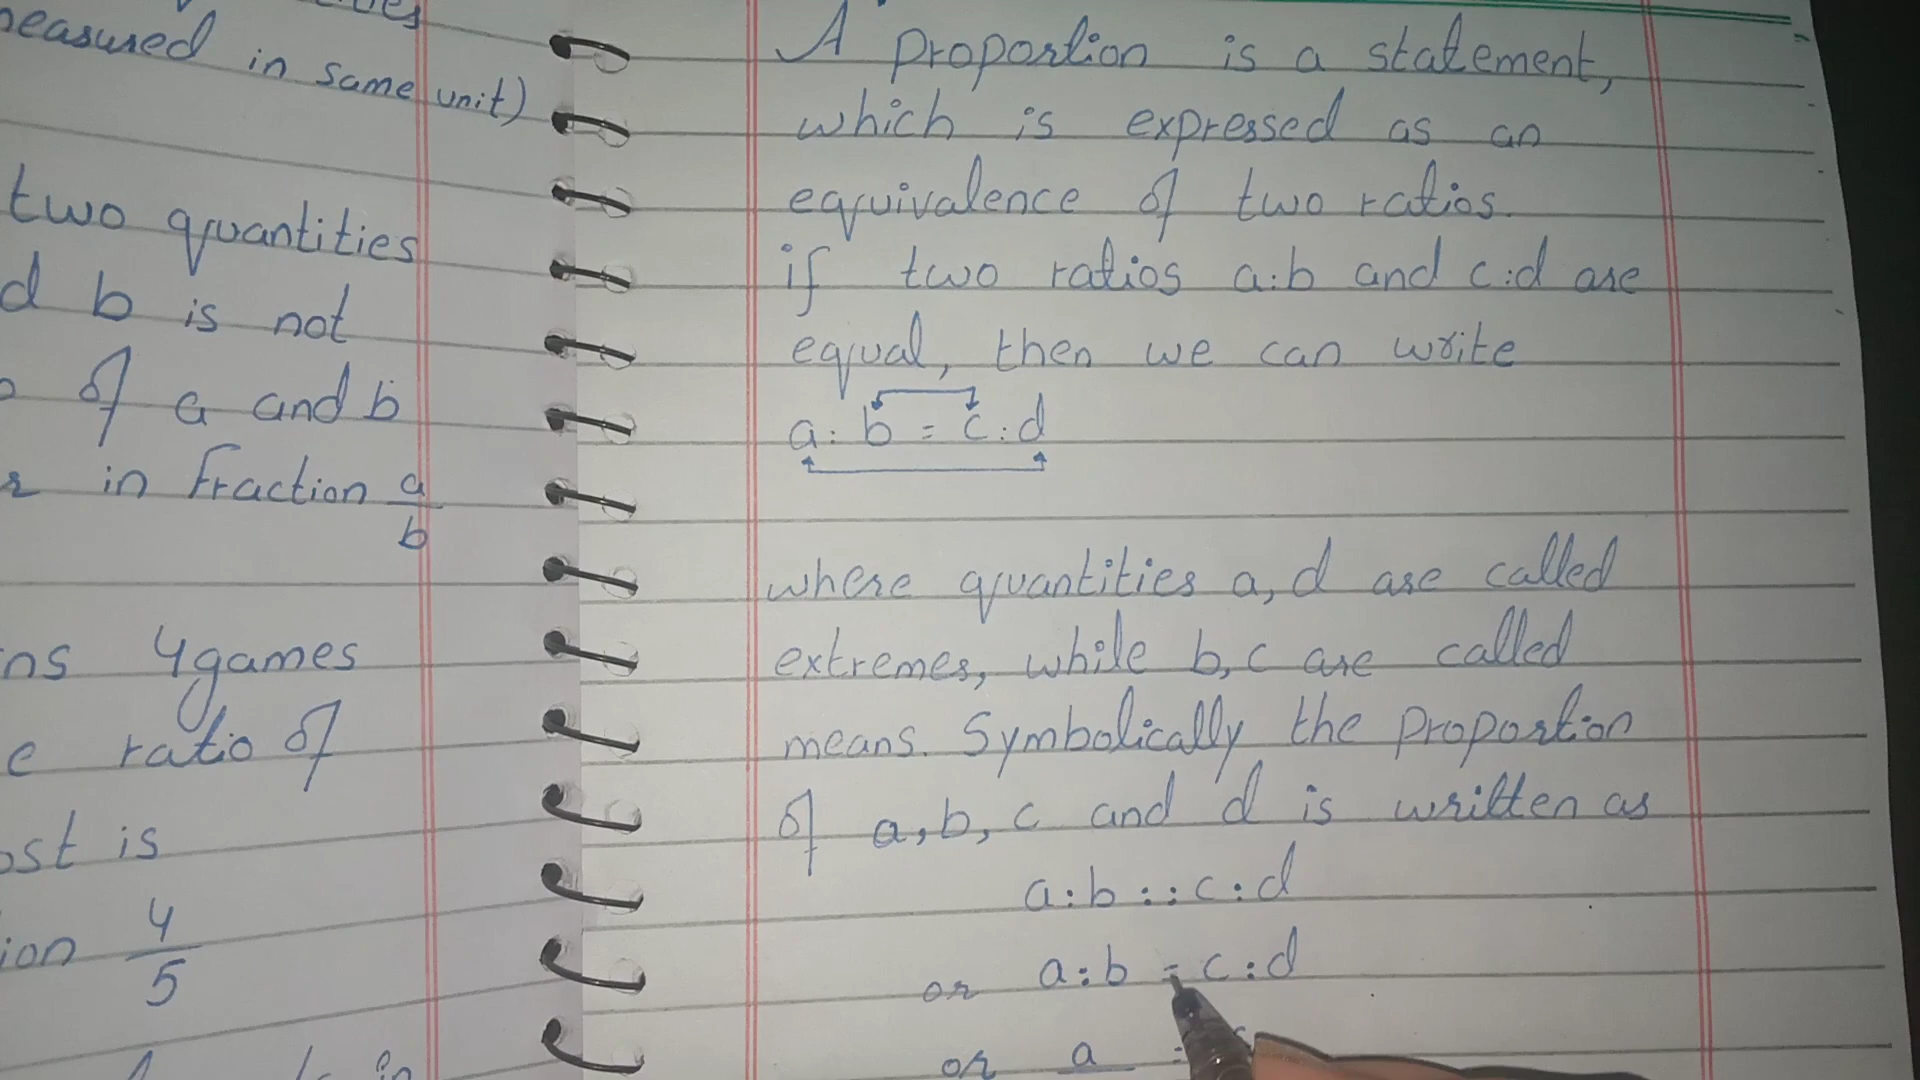 measured in same unit)
two quantities
d b is not
of a and b
in fraction a
b
4games
e ratio of
is
4
5
A proportion is a statement,
which is expressed as an
equivalence of two ratios.
if two ratios a:b and c:d are
equal, then we can write
a:b = c:d
where quantities a, d are called
extremes, while b, c are called
means. Symbolically the proportion
of a, b, c and d is written as
a:b::c:d
or a:b = c:d
or a =